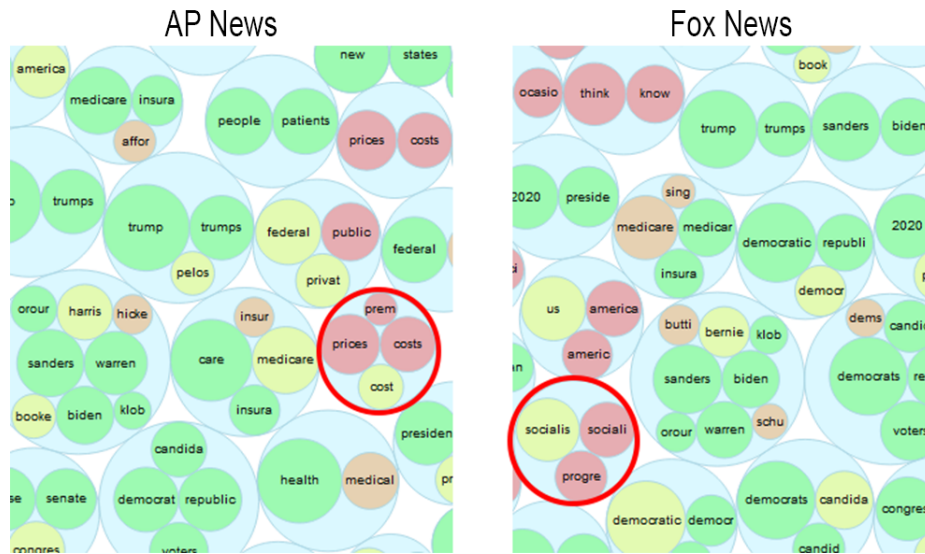 AP News
america
medicare
insura
affor
people
patients
new
states
prices
costs
trumps
trump
trumps
pelos
federal
public
privat
federal
orour
harris
hicke
sanders
warren
booke
biden
klob
insur
care
medicare
insura
prem
prices
costs
cost
candida
democrat
republic
voters
health
medical
presiden
senate
congres
Fox News
book
ocasio
think
know
trump
trumps
sanders
biden
2020
preside
sing
medicare
medicar
insura
democratic
republi
democr
2020
us
america
americ
butti
bernie
klob
sanders
biden
orour
warren
schu
dems
candic
democrats
voters
socialis
sociali
progre
democratic
democr
democrats
candida
candid
congres